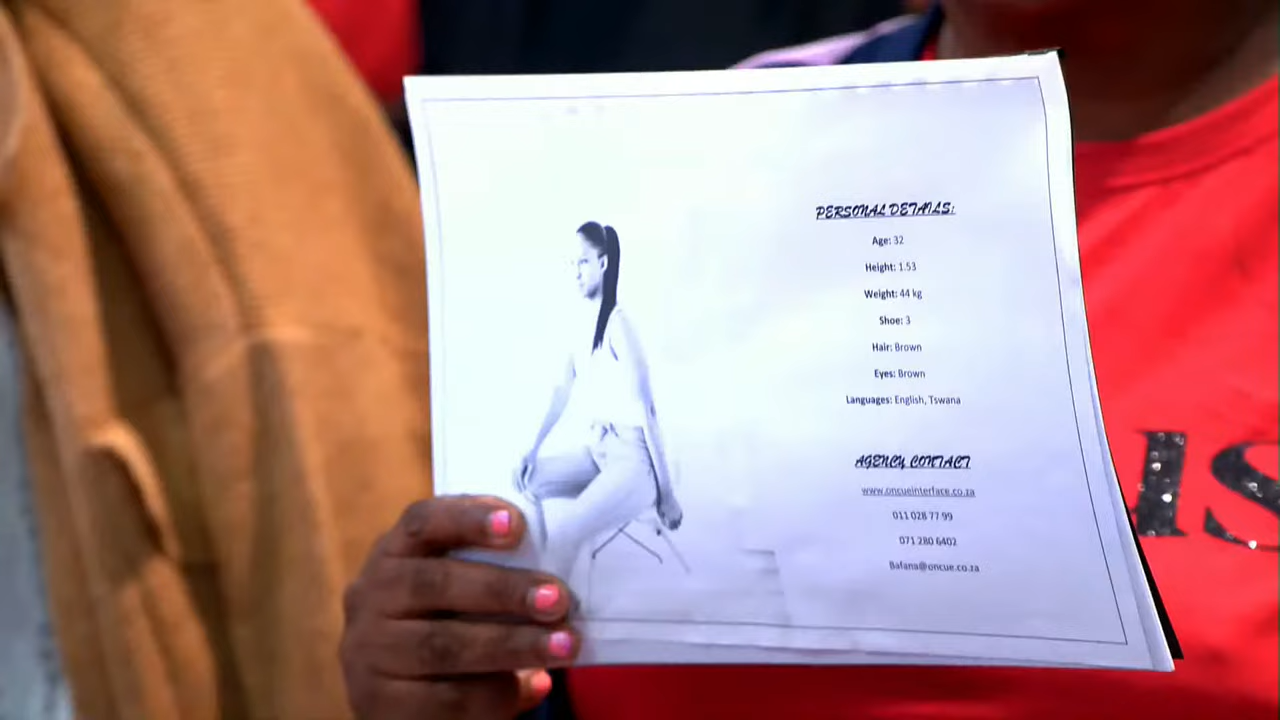 PERSONAL DETAILS:
Age: 32
Height: 1.53
Weight: 44 kg
Shoe: 3
Hair: Brown
Eyes: Brown
Languages: English, Tswana
AGENCY CONTACT
www.oncueinterface.co.za
011 028 77 99
071 280 6402
Bafana@oncue.co.za